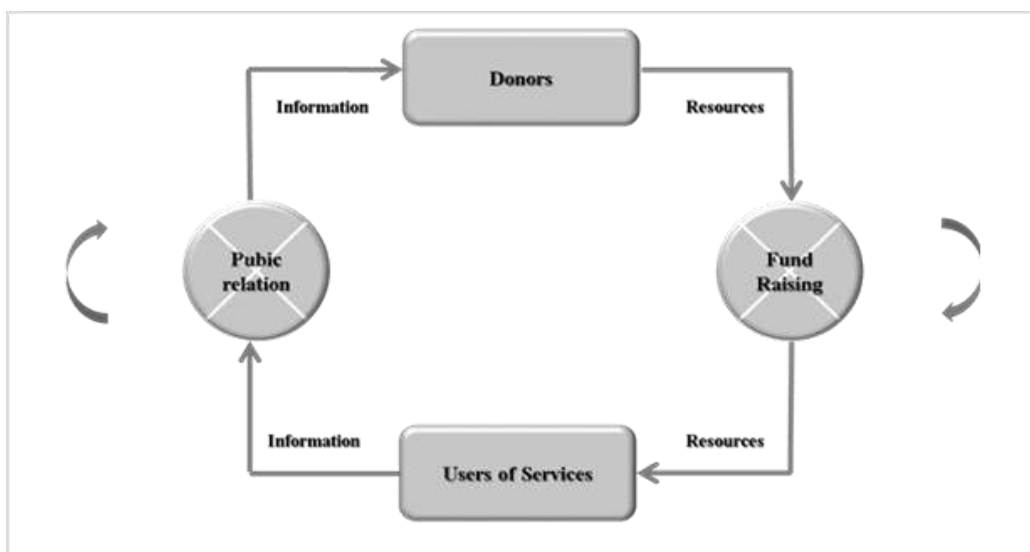 Donors
Information
Resources
Pubic
relation
Fund
Raising
Information
Resources
Users of Services